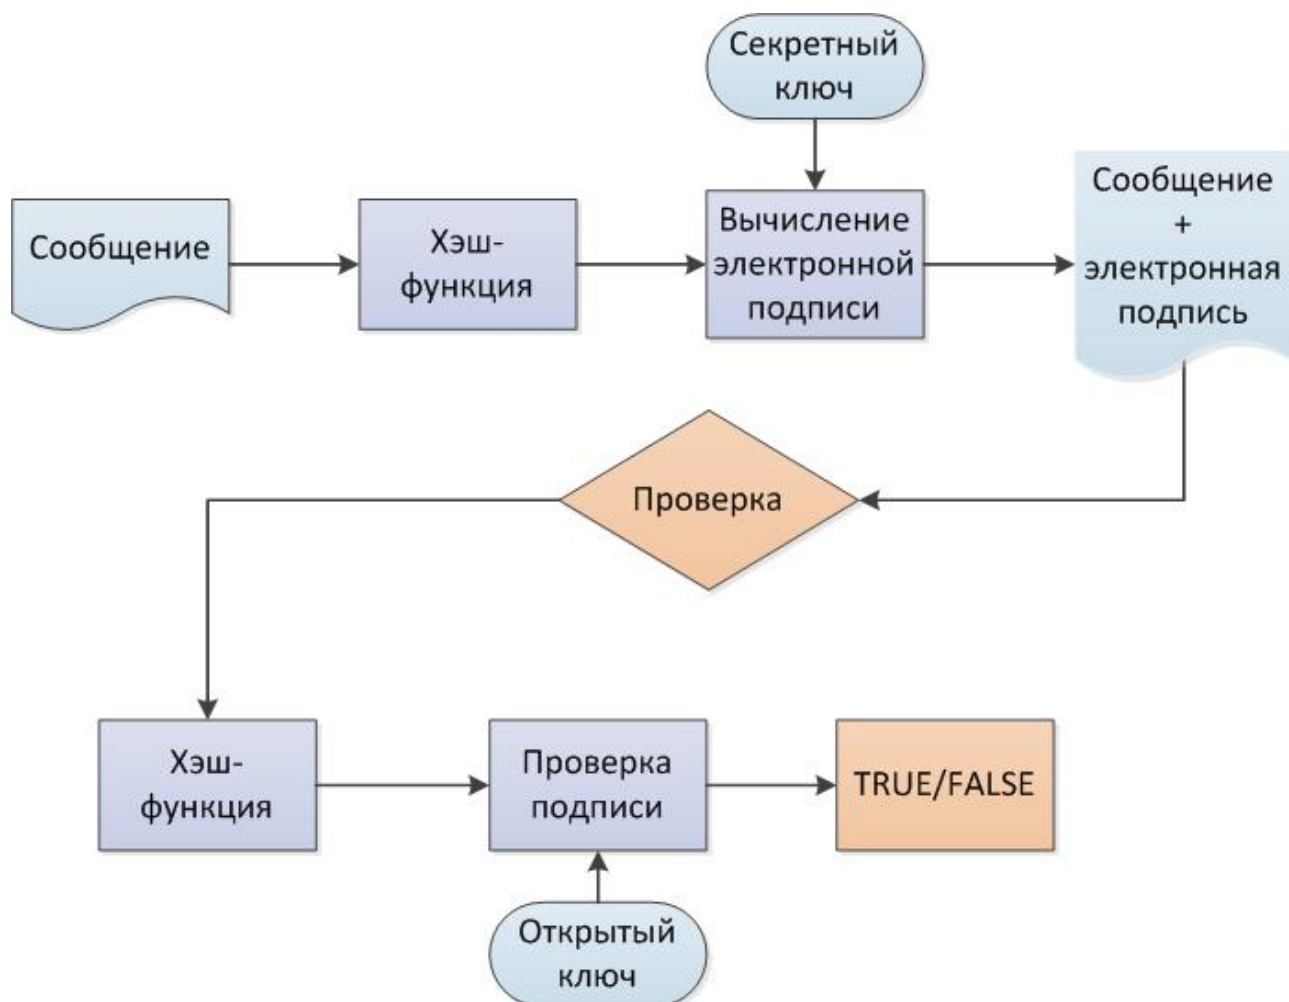 Секретный
ключ
Сообщение
Хэш-
функция
Вычисление
электронной
подписи
Сообщение
+
электронная
подпись
Проверка
Хэш-
функция
Проверка
подписи
TRUE/FALSE
Открытый
ключ